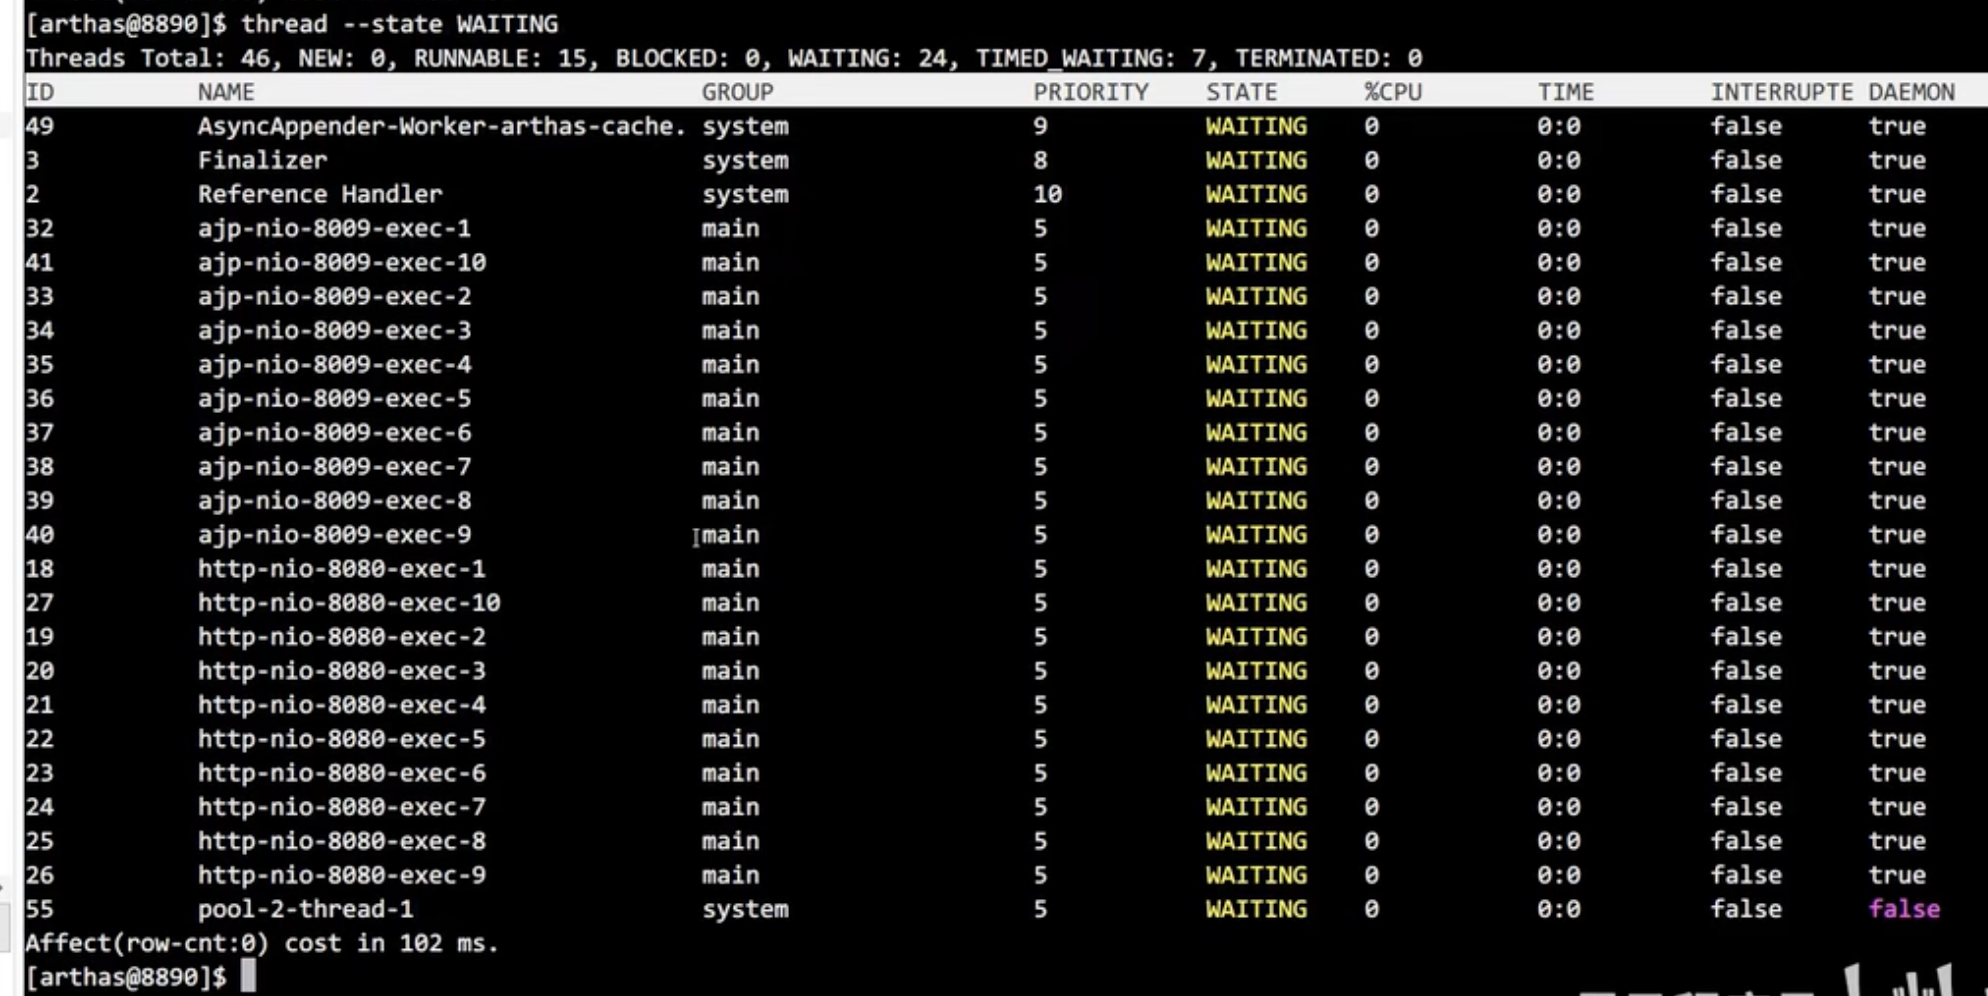 [arthas@8890]$ thread --state WAITING
Threads Total: 46, NEW: 0, RUNNABLE: 15, BLOCKED: 0, WAITING: 24, TIMED_WAITING: 7, TERMINATED: 0
ID NAME GROUP PRIORITY STATE %CPU TIME INTERRUPTE DAEMON
49 AsyncAppender-Worker-arthas-cache. system 9 WAITING 0 0:0 false true
3 Finalizer system 8 WAITING 0 0:0 false true
2 Reference Handler system 10 WAITING 0 0:0 false true
32 ajp-nio-8009-exec-1 main 5 WAITING 0 0:0 false true
41 ajp-nio-8009-exec-10 main 5 WAITING 0 0:0 false true
33 ajp-nio-8009-exec-2 main 5 WAITING 0 0:0 false true
34 ajp-nio-8009-exec-3 main 5 WAITING 0 0:0 false true
35 ajp-nio-8009-exec-4 main 5 WAITING 0 0:0 false true
36 ajp-nio-8009-exec-5 main 5 WAITING 0 0:0 false true
37 ajp-nio-8009-exec-6 main 5 WAITING 0 0:0 false true
38 ajp-nio-8009-exec-7 main 5 WAITING 0 0:0 false true
39 ajp-nio-8009-exec-8 main 5 WAITING 0 0:0 false true
40 ajp-nio-8009-exec-9 main 5 WAITING 0 0:0 false true
18 http-nio-8080-exec-1 main 5 WAITING 0 0:0 false true
27 http-nio-8080-exec-10 main 5 WAITING 0 0:0 false true
19 http-nio-8080-exec-2 main 5 WAITING 0 0:0 false true
20 http-nio-8080-exec-3 main 5 WAITING 0 0:0 false true
21 http-nio-8080-exec-4 main 5 WAITING 0 0:0 false true
22 http-nio-8080-exec-5 main 5 WAITING 0 0:0 false true
23 http-nio-8080-exec-6 main 5 WAITING 0 0:0 false true
24 http-nio-8080-exec-7 main 5 WAITING 0 0:0 false true
25 http-nio-8080-exec-8 main 5 WAITING 0 0:0 false true
26 http-nio-8080-exec-9 main 5 WAITING 0 0:0 false true
55 pool-2-thread-1 system 5 WAITING 0 0:0 false false
Affect(row-cnt:0) cost in 102 ms.
[arthas@8890]$